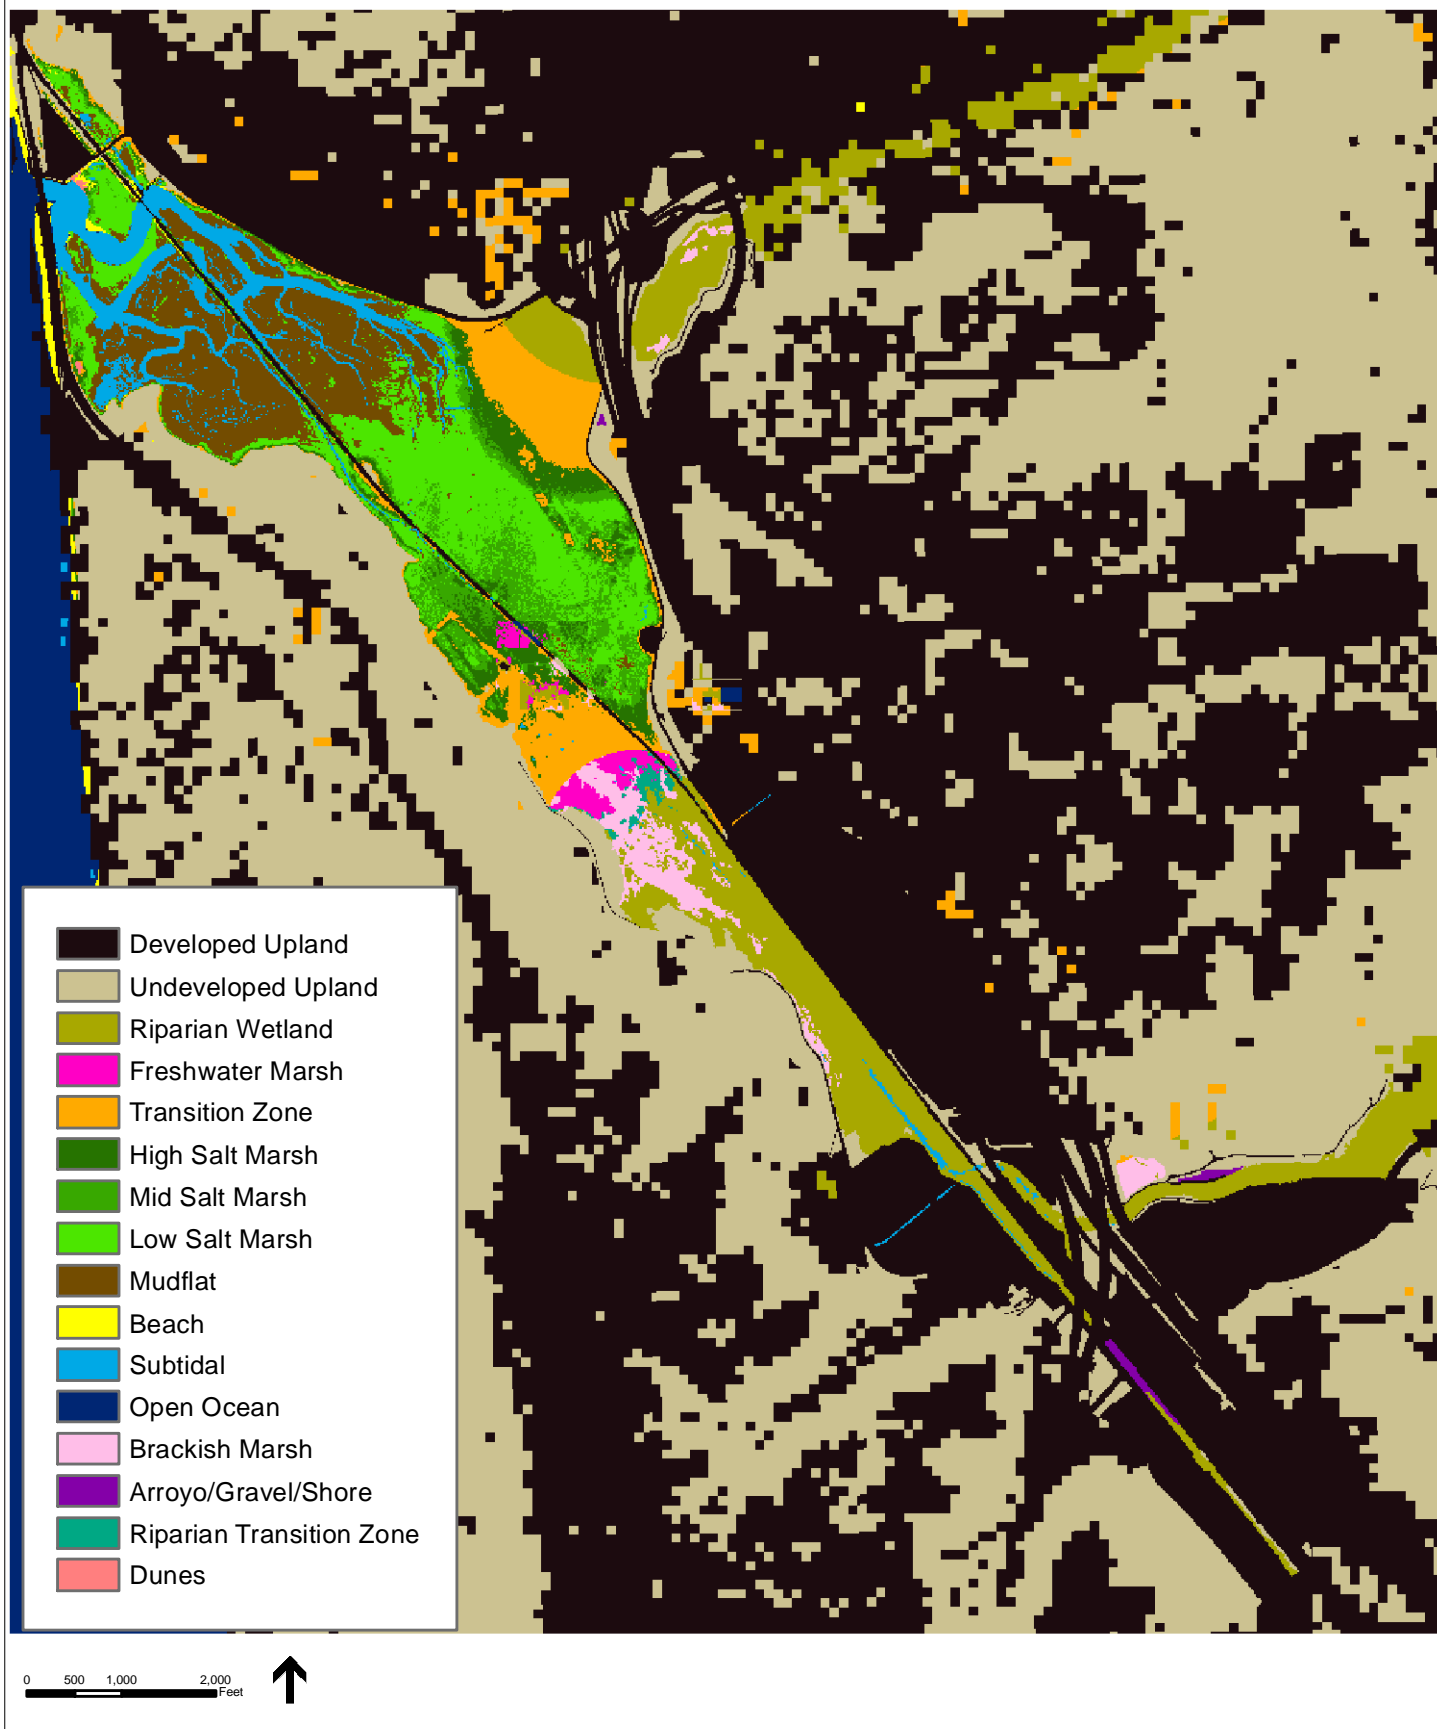 Developed Upland
Undeveloped Upland
Riparian Wetland
Freshwater Marsh
Transition Zone
High Salt Marsh
Mid Salt Marsh
Low Salt Marsh
Mudflat
Beach
Subtidal
Open Ocean
Brackish Marsh
Arroyo/Gravel/Shore
Riparian Transition Zone
Dunes
0 500 1,000 2,000
Feet